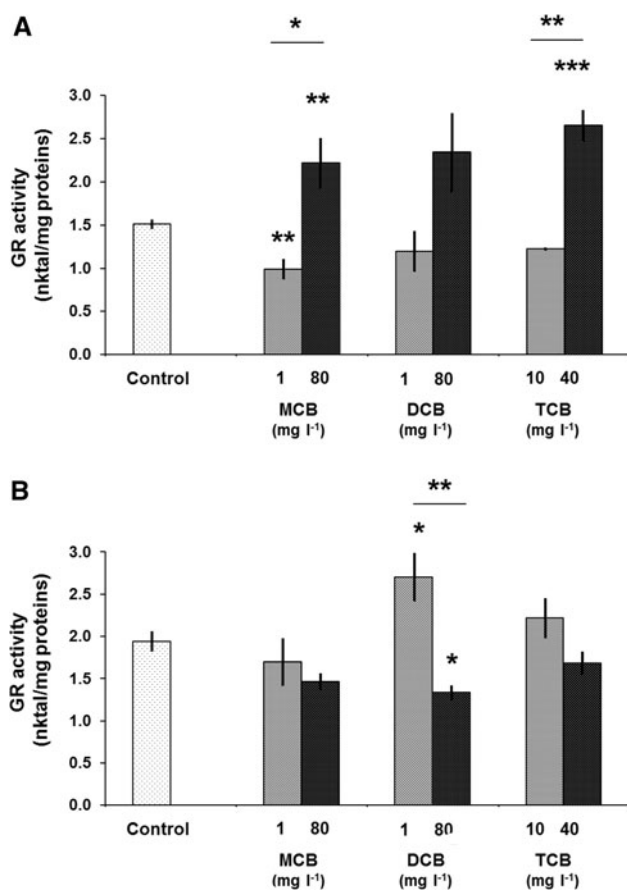 A
* **
** ***
3.0
2.5
2.0
1.5 **
1.0
0.5
0.0
GR activity
(nktal/mg proteins)
Control 1 80 1 80 10 40
MCB DCB TCB
(mg l-1) (mg l-1) (mg l-1)
B
**
*
3.0
2.5
2.0
1.5 *
1.0
0.5
0.0
GR activity
(nktal/mg proteins)
Control 1 80 1 80 10 40
MCB DCB TCB
(mg l-1) (mg l-1) (mg l-1)